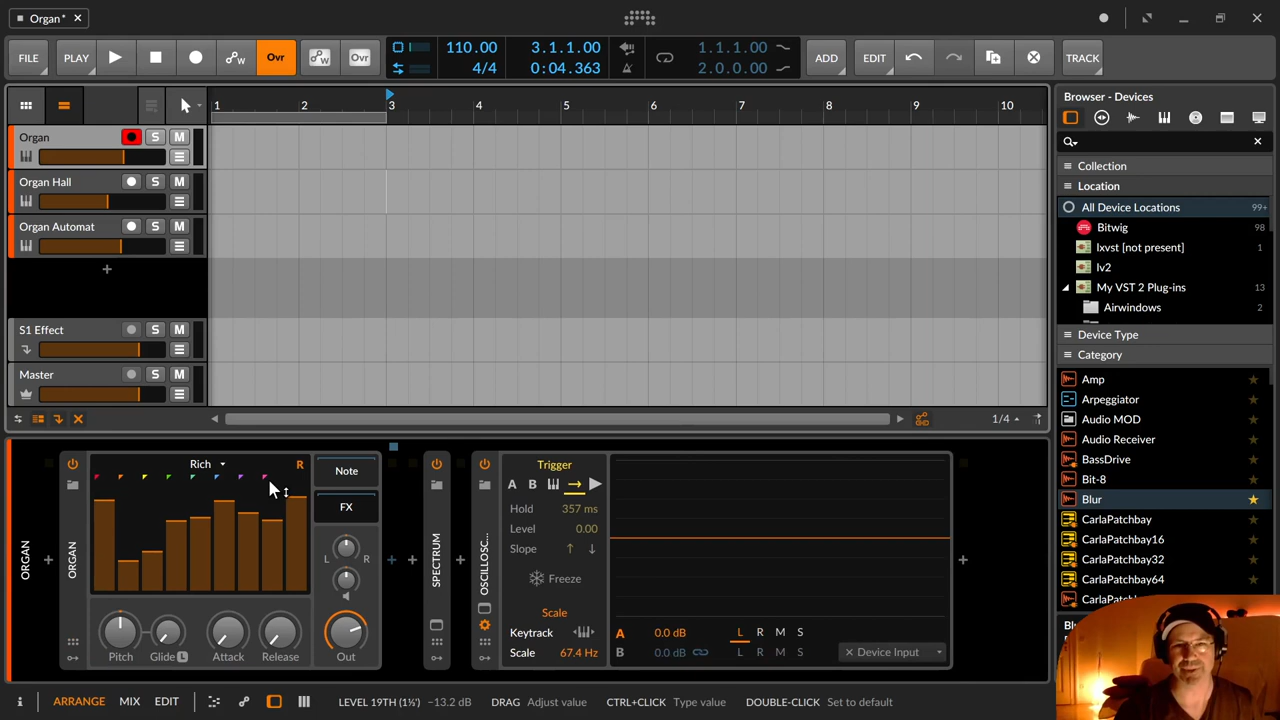 Organ*
FILE
PLAY
Ovr
Ovr
110.00
4/4
3.1.1.00
0:04.363
1.1.1.00
2.0.0.00
ADD
EDIT
TRACK
1 2 3 4 5 6 7 8 9 10
Organ S M
Organ Hall S M
Organ Automat S M
+
S1 Effect S M
Master S M
1/4
Browser - Devices
Collection
Location
All Device Locations 99+
Bitwig 98
lxvst [not present] 1
lv2
My VST 2 Plug-ins 13
Airwindows 2
Device Type
Category
Amp
Arpeggiator
Audio MOD
Audio Receiver
BassDrive
Bit-8
Blur
CarlaPatchbay
CarlaPatchbay16
CarlaPatchbay32
CarlaPatchbay64
ORGAN
ORGAN
Rich
R
Note
FX
L R
Pitch
Glide L
Attack
Release
Out
SPECTRUM
OSCILLOSC...
Trigger
A B
Hold 357 ms
Level 0.00
Slope ↑ ↓
Freeze
Scale
Keytrack
Scale 67.4 Hz
A 0.0 dB L R M S
B 0.0 dB L R M S
× Device Input
i ARRANGE MIX EDIT
LEVEL 19TH (1⅓') −13.2 dB DRAG Adjust value CTRL+CLICK Type value DOUBLE-CLICK Set to default